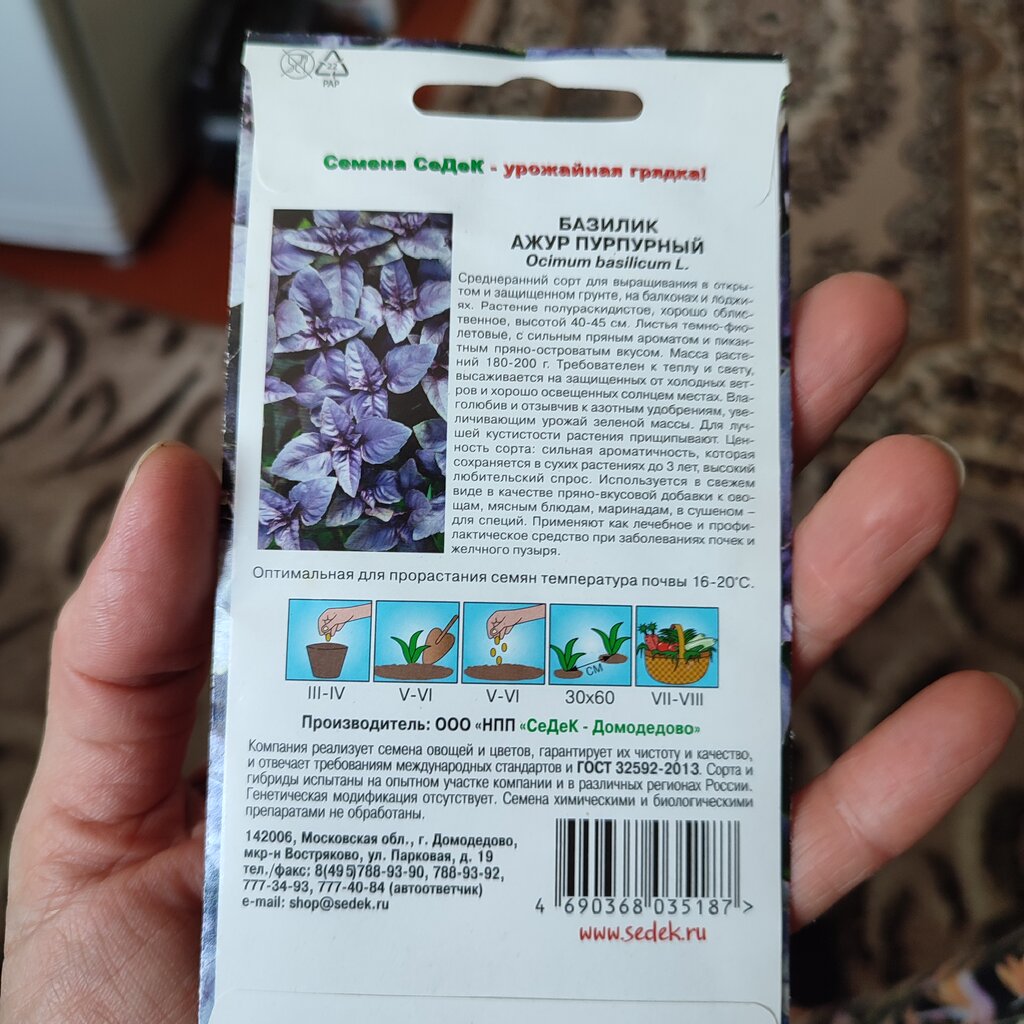 22
PAP
Семена СеДеК - урожайная грядка!
БАЗИЛИК
АЖУР ПУРПУРНЫЙ
Ocimum basilicum L.
Среднеранний сорт для выращивания в откры-
том и защищенном грунте, на балконах и лоджи-
ях. Растение полураскидистов, хорошо облис-
твенное, высотой 40-45 см. Листья темно-фио-
летовые, с сильным пряным ароматом и пикан-
тным пряно-островатым вкусом. Масса расте-
ний 180-200 г. Требователен к теплу и свету,
высаживается на защищенных от холодных вет-
ров и хорошо освещенных солнцем местах. Вла-
голюбив и отзывчив к азотным удобрениям, уве-
личивающим урожай зеленой массы. Для луч-
шей кустистости растения прищипывают. Цен-
ность сорта: сильная ароматичность, которая
сохраняется в сухих растениях до 3 лет, высокий
любительский спрос. Используется в свежем
виде в качестве пряно-вкусовой добавки к ово-
щам, мясным блюдам, маринадам, в сушеном –
для специй. Применяют как лечебное и профи-
лактическое средство при заболеваниях почек и
желчного пузыря.
Оптимальная для прорастания семян температура почвы 16-20°С.
СМ
III-IV V-VI V-VI 30х60 VII-VIII
Производитель: ООО «НПП «СеДеК - Домодедово»
Компания реализует семена овощей и цветов, гарантирует их чистоту и качество,
и отвечает требованиям международных стандартов и ГОСТ 32592-2013. Сорта и
гибриды испытаны на опытном участке компании и в различных регионах России.
Генетическая модификация отсутствует. Семена химическими и биологическими
препаратами не обработаны.
142006, Московская обл., г. Домодедово,
мкр-н Востряково, ул. Парковая, д. 19
тел./факс: 8(495)788-93-90, 788-93-92,
777-34-93, 777-40-84 (автоответчик)
e-mail: shop@sedek.ru
4 690368 035187 >
www.sedek.ru